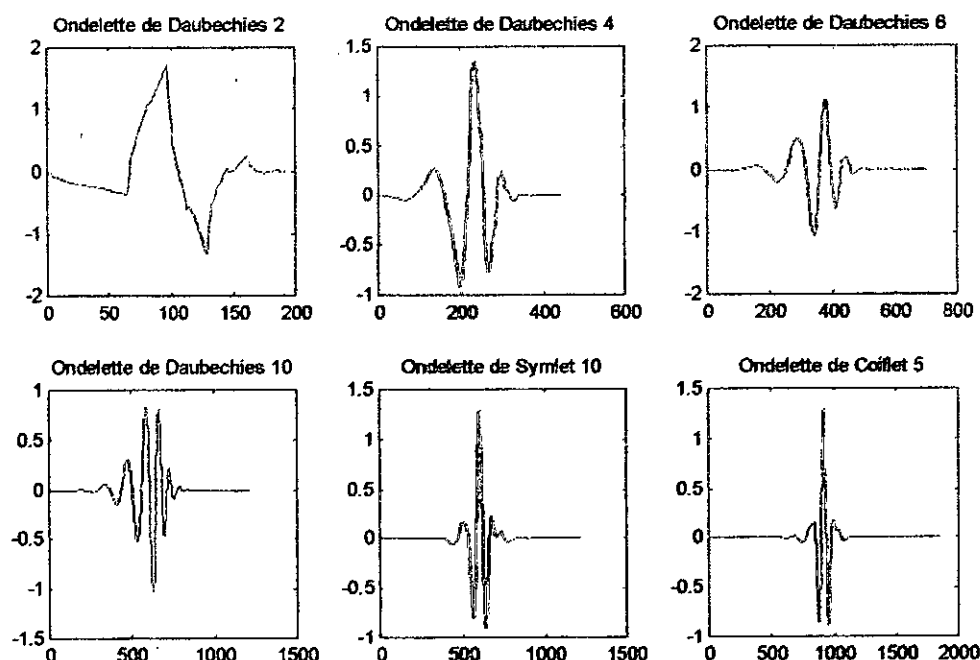 Ondelette de Daubechies 2
2
1
0
-1
-2
0 50 100 150 200
Ondelette de Daubechies 4
1.5
1
0.5
0
-0.5
-1
0 200 400 600
Ondelette de Daubechies 6
2
1
0
-1
-2
0 200 400 600 800
Ondelette de Daubechies 10
1
0.5
0
-0.5
-1
-1.5
0 500 1000 1500
Ondelette de Symlet 10
1.5
1
0.5
0
-0.5
-1
0 500 1000 1500
Ondelette de Coiflet 5
1.5
1
0.5
0
-0.5
-1
0 500 1000 1500 2000